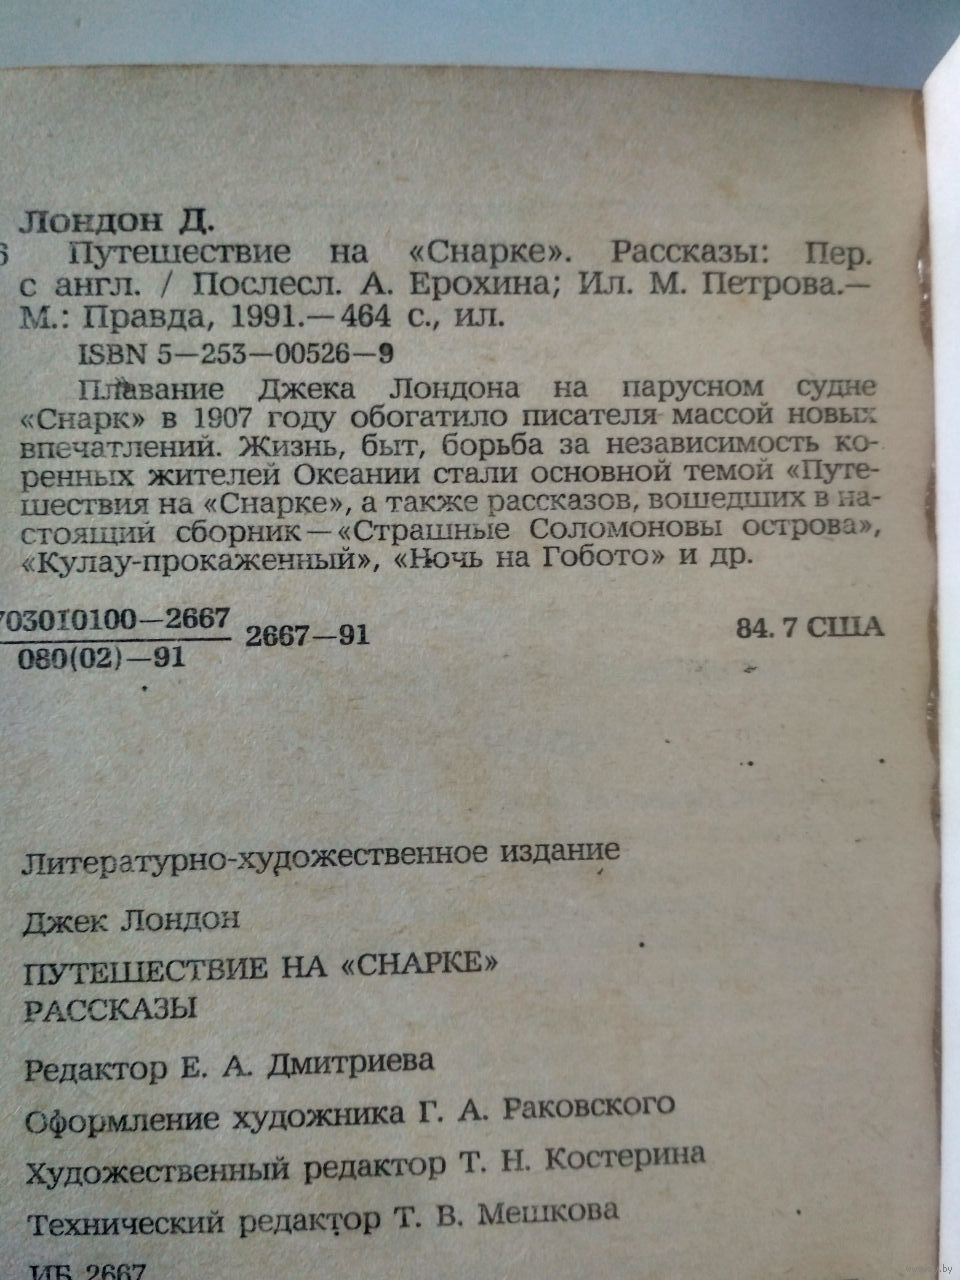 Лондон Д.
6 Путешествие на «Снарке». Рассказы: Пер.
с англ. / Послесл. А. Ерохина; Ил. М. Петрова.—
М.: Правда, 1991.—464 с., ил.
ISBN 5—253—00526—9
Плавание Джека Лондона на парусном судне
«Снарк» в 1907 году обогатило писателя массой новых
впечатлений. Жизнь, быт, борьба за независимость ко-
ренных жителей Океании стали основной темой «Путе-
шествия на «Снарке», а также рассказов, вошедших в на-
стоящий сборник—«Страшные Соломоновы острова»,
«Кулау-прокаженный», «Ночь на Гобото» и др.
703010100—2667
080(02)—91
2667—91
84. 7 США
Литературно-художественное издание
Джек Лондон
ПУТЕШЕСТВИЕ НА «СНАРКЕ»
РАССКАЗЫ
Редактор Е. А. Дмитриева
Оформление художника Г. А. Раковского
Художественный редактор Т. Н. Костерина
Технический редактор Т. В. Мешкова
ИБ 2667